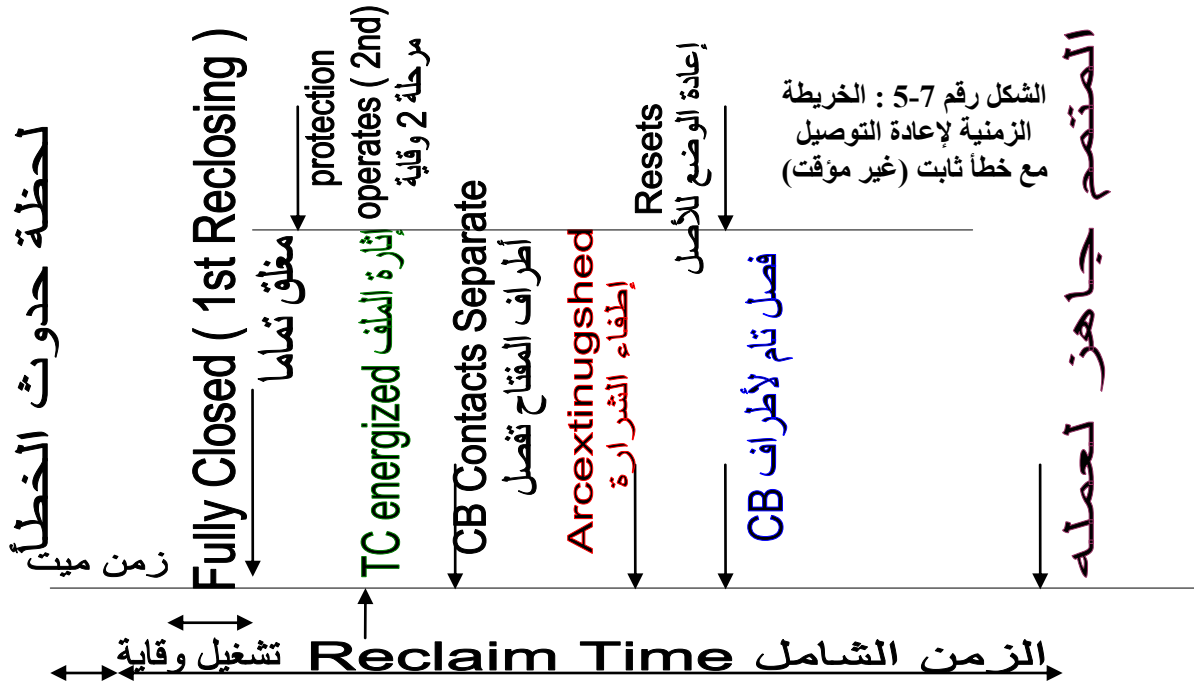 لحظة حدوث الخطأ
زمن ميت
Fully Closed ( 1st Reclosing )
مغلق تماما
protection
operates ( 2nd)
مرحلة 2 وقاية
TC energized إثارة الملف
CB Contacts Separate
أطراف المفتاح تفصل
Arcextinugshed
إطفاء الشرارة
Resets
إعادة الوضع للأصل
فصل تام لأطراف CB
الشكل رقم 7-5 : الخريطة
الزمنية لإعادة التوصيل
مع خطأ ثابت (غير مؤقت)
المتمم جاهز لعمله
تشغيل وقاية
الزمن الشامل Reclaim Time